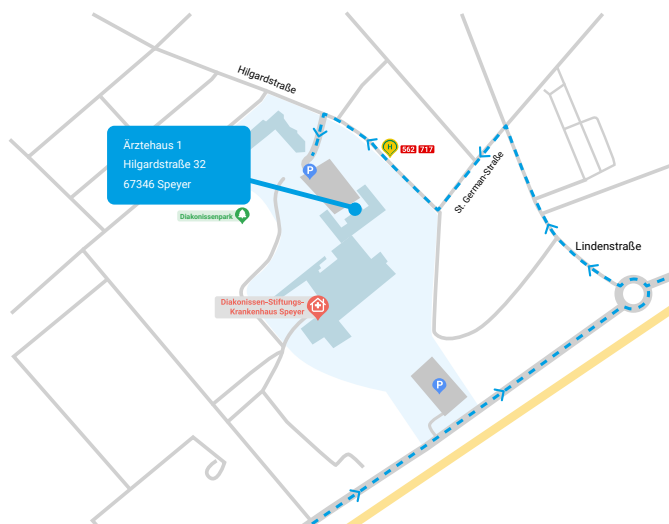 Hilgardstraße
Ärztehaus 1
Hilgardstraße 32
67346 Speyer
H
562 717
P
St. German-Straße
Diakonissenpark
Lindenstraße
Diakonissen-Stiftungs-
Krankenhaus Speyer
P